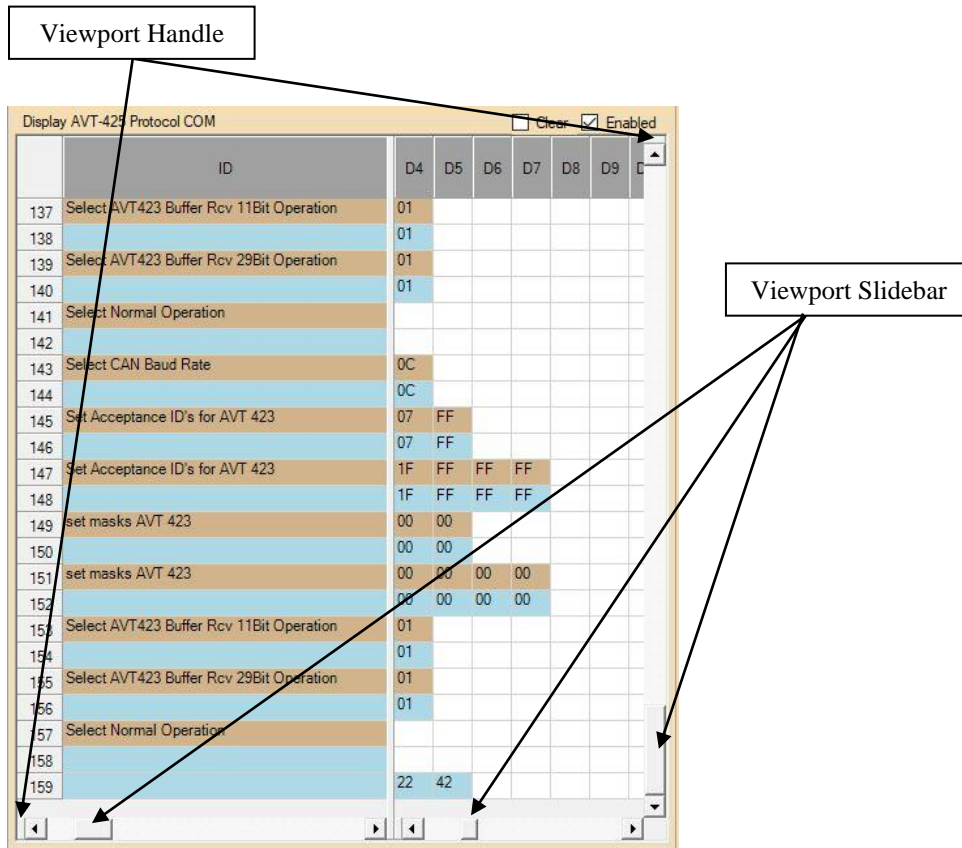 Viewport Handle
Display AVT-425 Protocol COM Clear Enabled
ID D4 D5 D6 D7 D8 D9 D
137 Select AVT423 Buffer Rcv 11Bit Operation 01
138 01
139 Select AVT423 Buffer Rcv 29Bit Operation 01
140 01
Viewport Slidebar
141 Select Normal Operation
142
143 Select CAN Baud Rate 0C
144 0C
145 Set Acceptance ID's for AVT 423 07 FF
146 07 FF
147 Set Acceptance ID's for AVT 423 1F FF FF FF
148 1F FF FF FF
149 set masks AVT 423 00 00
150 00 00
151 set masks AVT 423 00 00 00 00
152 00 00 00 00
153 Select AVT423 Buffer Rcv 11Bit Operation 01
154 01
155 Select AVT423 Buffer Rcv 29Bit Operation 01
156 01
157 Select Normal Operation
158
159 22 42